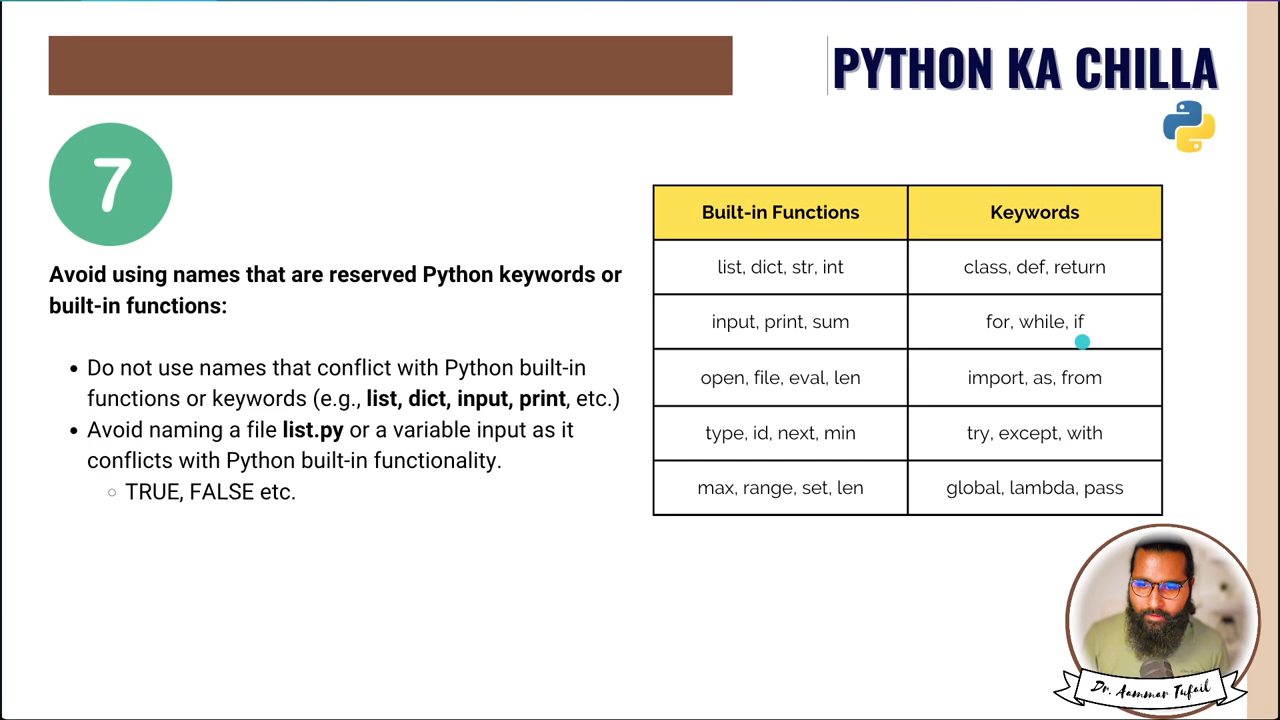 PYTHON KA CHILLA
7
Avoid using names that are reserved Python keywords or
built-in functions:
• Do not use names that conflict with Python built-in
functions or keywords (e.g., list, dict, input, print, etc.)
• Avoid naming a file list.py or a variable input as it
conflicts with Python built-in functionality.
○ TRUE, FALSE etc.
Built-in Functions Keywords
list, dict, str, int class, def, return
input, print, sum for, while, if
open, file, eval, len import, as, from
type, id, next, min try, except, with
max, range, set, len global, lambda, pass
Dr. Aammar Tufail